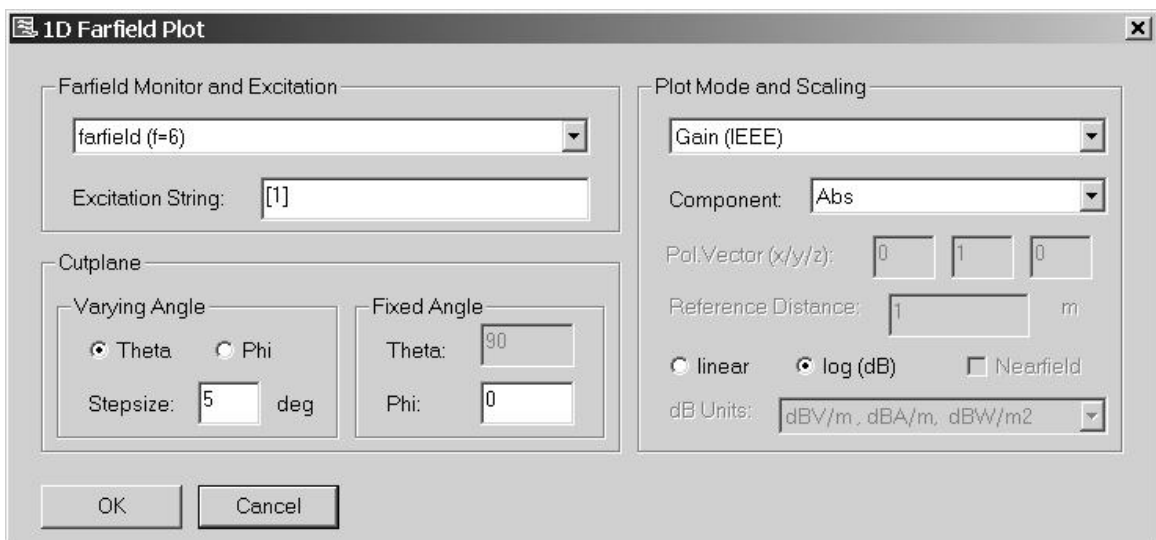 1D Farfield Plot
Farfield Monitor and Excitation
farfield (f=6)
Excitation String: [1]
Cutplane
Varying Angle
Theta Phi
Stepsize: 5 deg
Fixed Angle
Theta: 90
Phi: 0
Plot Mode and Scaling
Gain (IEEE)
Component: Abs
Pol.Vector (x/y/z): 0 1 0
Reference Distance: 1 m
linear log (dB) Nearfield
dB Units: dBV/m , dBA/m, dBW/m2
OK Cancel